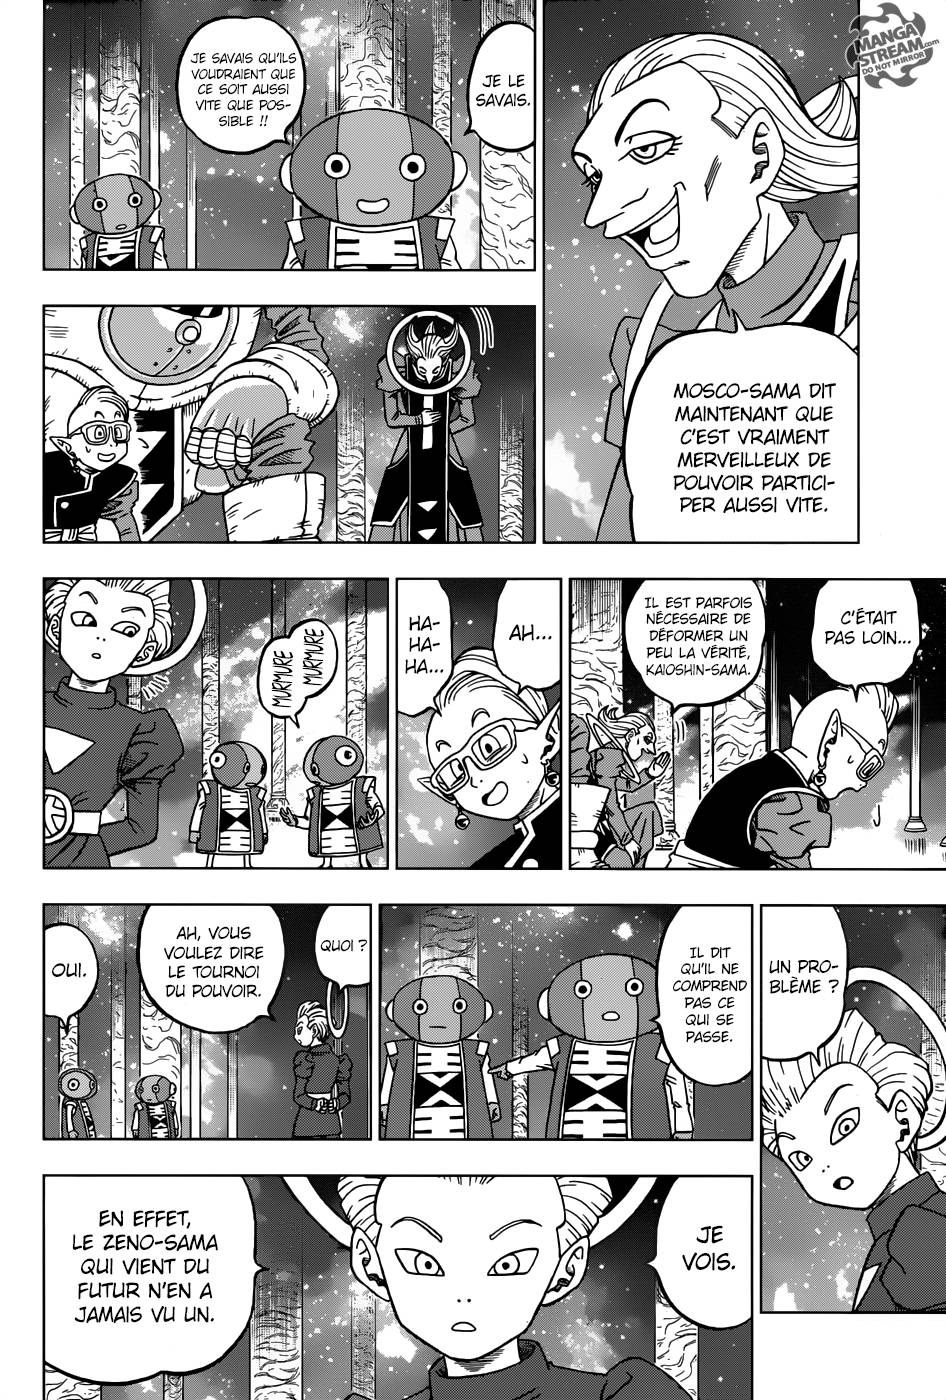 MANGA
STREAM.com
DO NOT MIRROR
MOSCO-SAMA DIT
MAINTENANT QUE
C'EST VRAIMENT
MERVEILLEUX DE
POUVOIR PARTICI-
PER AUSSI VITE.
JE LE
SAVAIS.
JE SAVAIS QU'ILS
VOUDRAIENT QUE
CE SOIT AUSSI
VITE QUE POS-
SIBLE !!
C'ÉTAIT
PAS LOIN...
IL EST PARFOIS
NÉCESSAIRE DE
DÉFORMER UN
PEU LA VÉRITÉ,
KAIOSHIN-SAMA.
AH...
HA-
HA-
HA...
MURMURE
MURMURE
UN PRO-
BLÈME ?
IL DIT
QU'IL NE
COMPREND
PAS CE
QUI SE
PASSE.
QUOI ?
AH, VOUS
VOULEZ DIRE
LE TOURNOI
DU POUVOIR.
OUI.
JE
VOIS.
EN EFFET,
LE ZENO-SAMA
QUI VIENT DU
FUTUR N'EN A
JAMAIS VU UN.